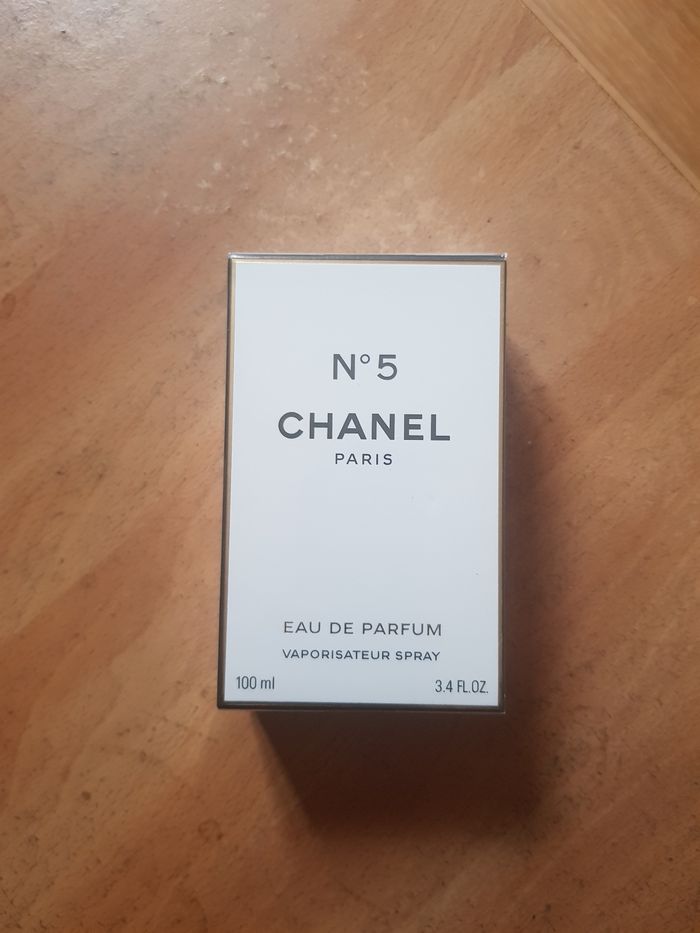 N°5
CHANEL
PARIS
EAU DE PARFUM
VAPORISATEUR SPRAY
100 ml 3.4 FL.OZ.